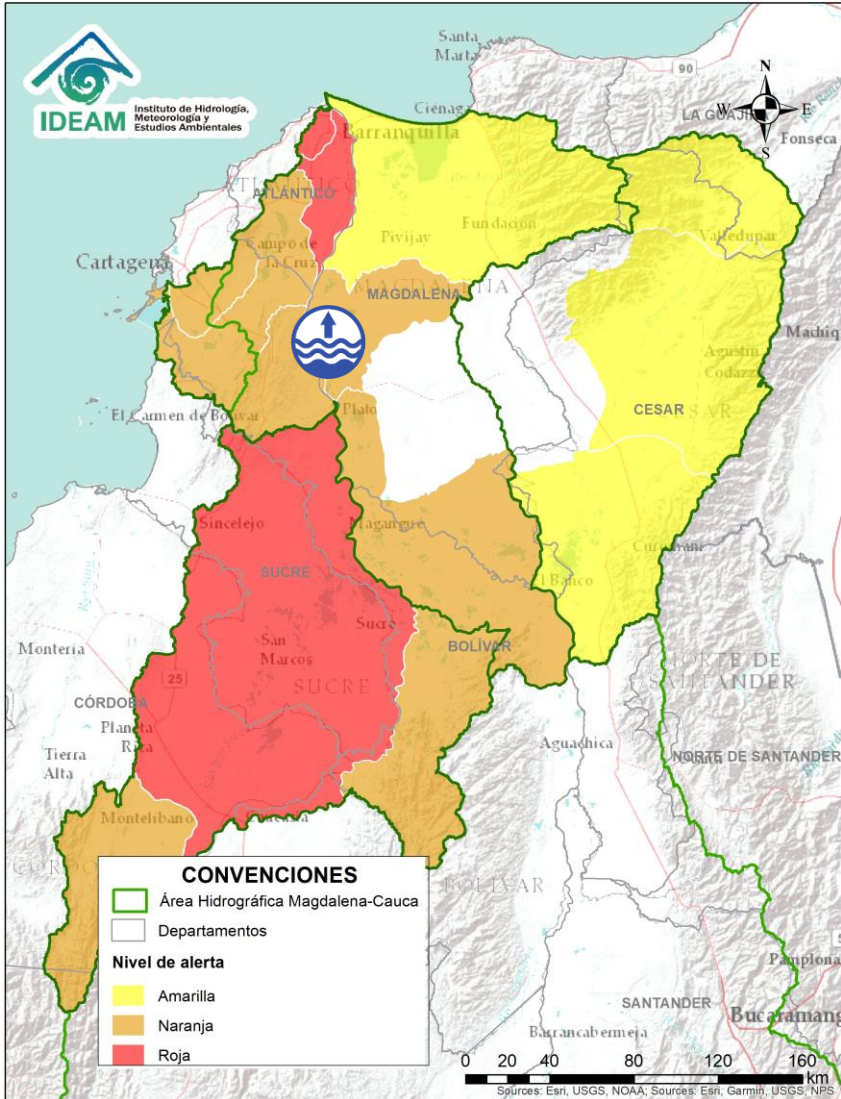 IDEAM
Instituto de Hidrología,
Meteorología y
Estudios Ambientales
Santa
Marta
90
N
W
E
S
Ciénaga
LA GUAJIRA
Fonseca
Barranquilla
ATLÁNTICO
Fundación
Pivijay
Valledupar
Campo de
la Cruz
Cartagena
MAGDALENA
Machiq
Agustín
Codazzi
El Carmen de Bolívar
Plato
CESAR
Sincelejo
Magangué
Curumaní
SUCRE
El Banco
Sucre
San
Marcos
BOLÍVAR
Montería
SUCRE
NORTE DE
SANTANDER
25
CÓRDOBA
Planeta
Rica
Aguachica
NORTE DE SANTANDER
Tierra
Alta
Montelíbano
Caucasia
BOLÍVAR
CONVENCIONES
Área Hidrográfica Magdalena-Cauca
Departamentos
Nivel de alerta
Amarilla
Naranja
Roja
Pamplona
SANTANDER
Bucaramang
Barrancabermeja
0 20 40 80 120 160
km
Sources: Esri, USGS, NOAA; Sources: Esri, Garmin, USGS, NPS